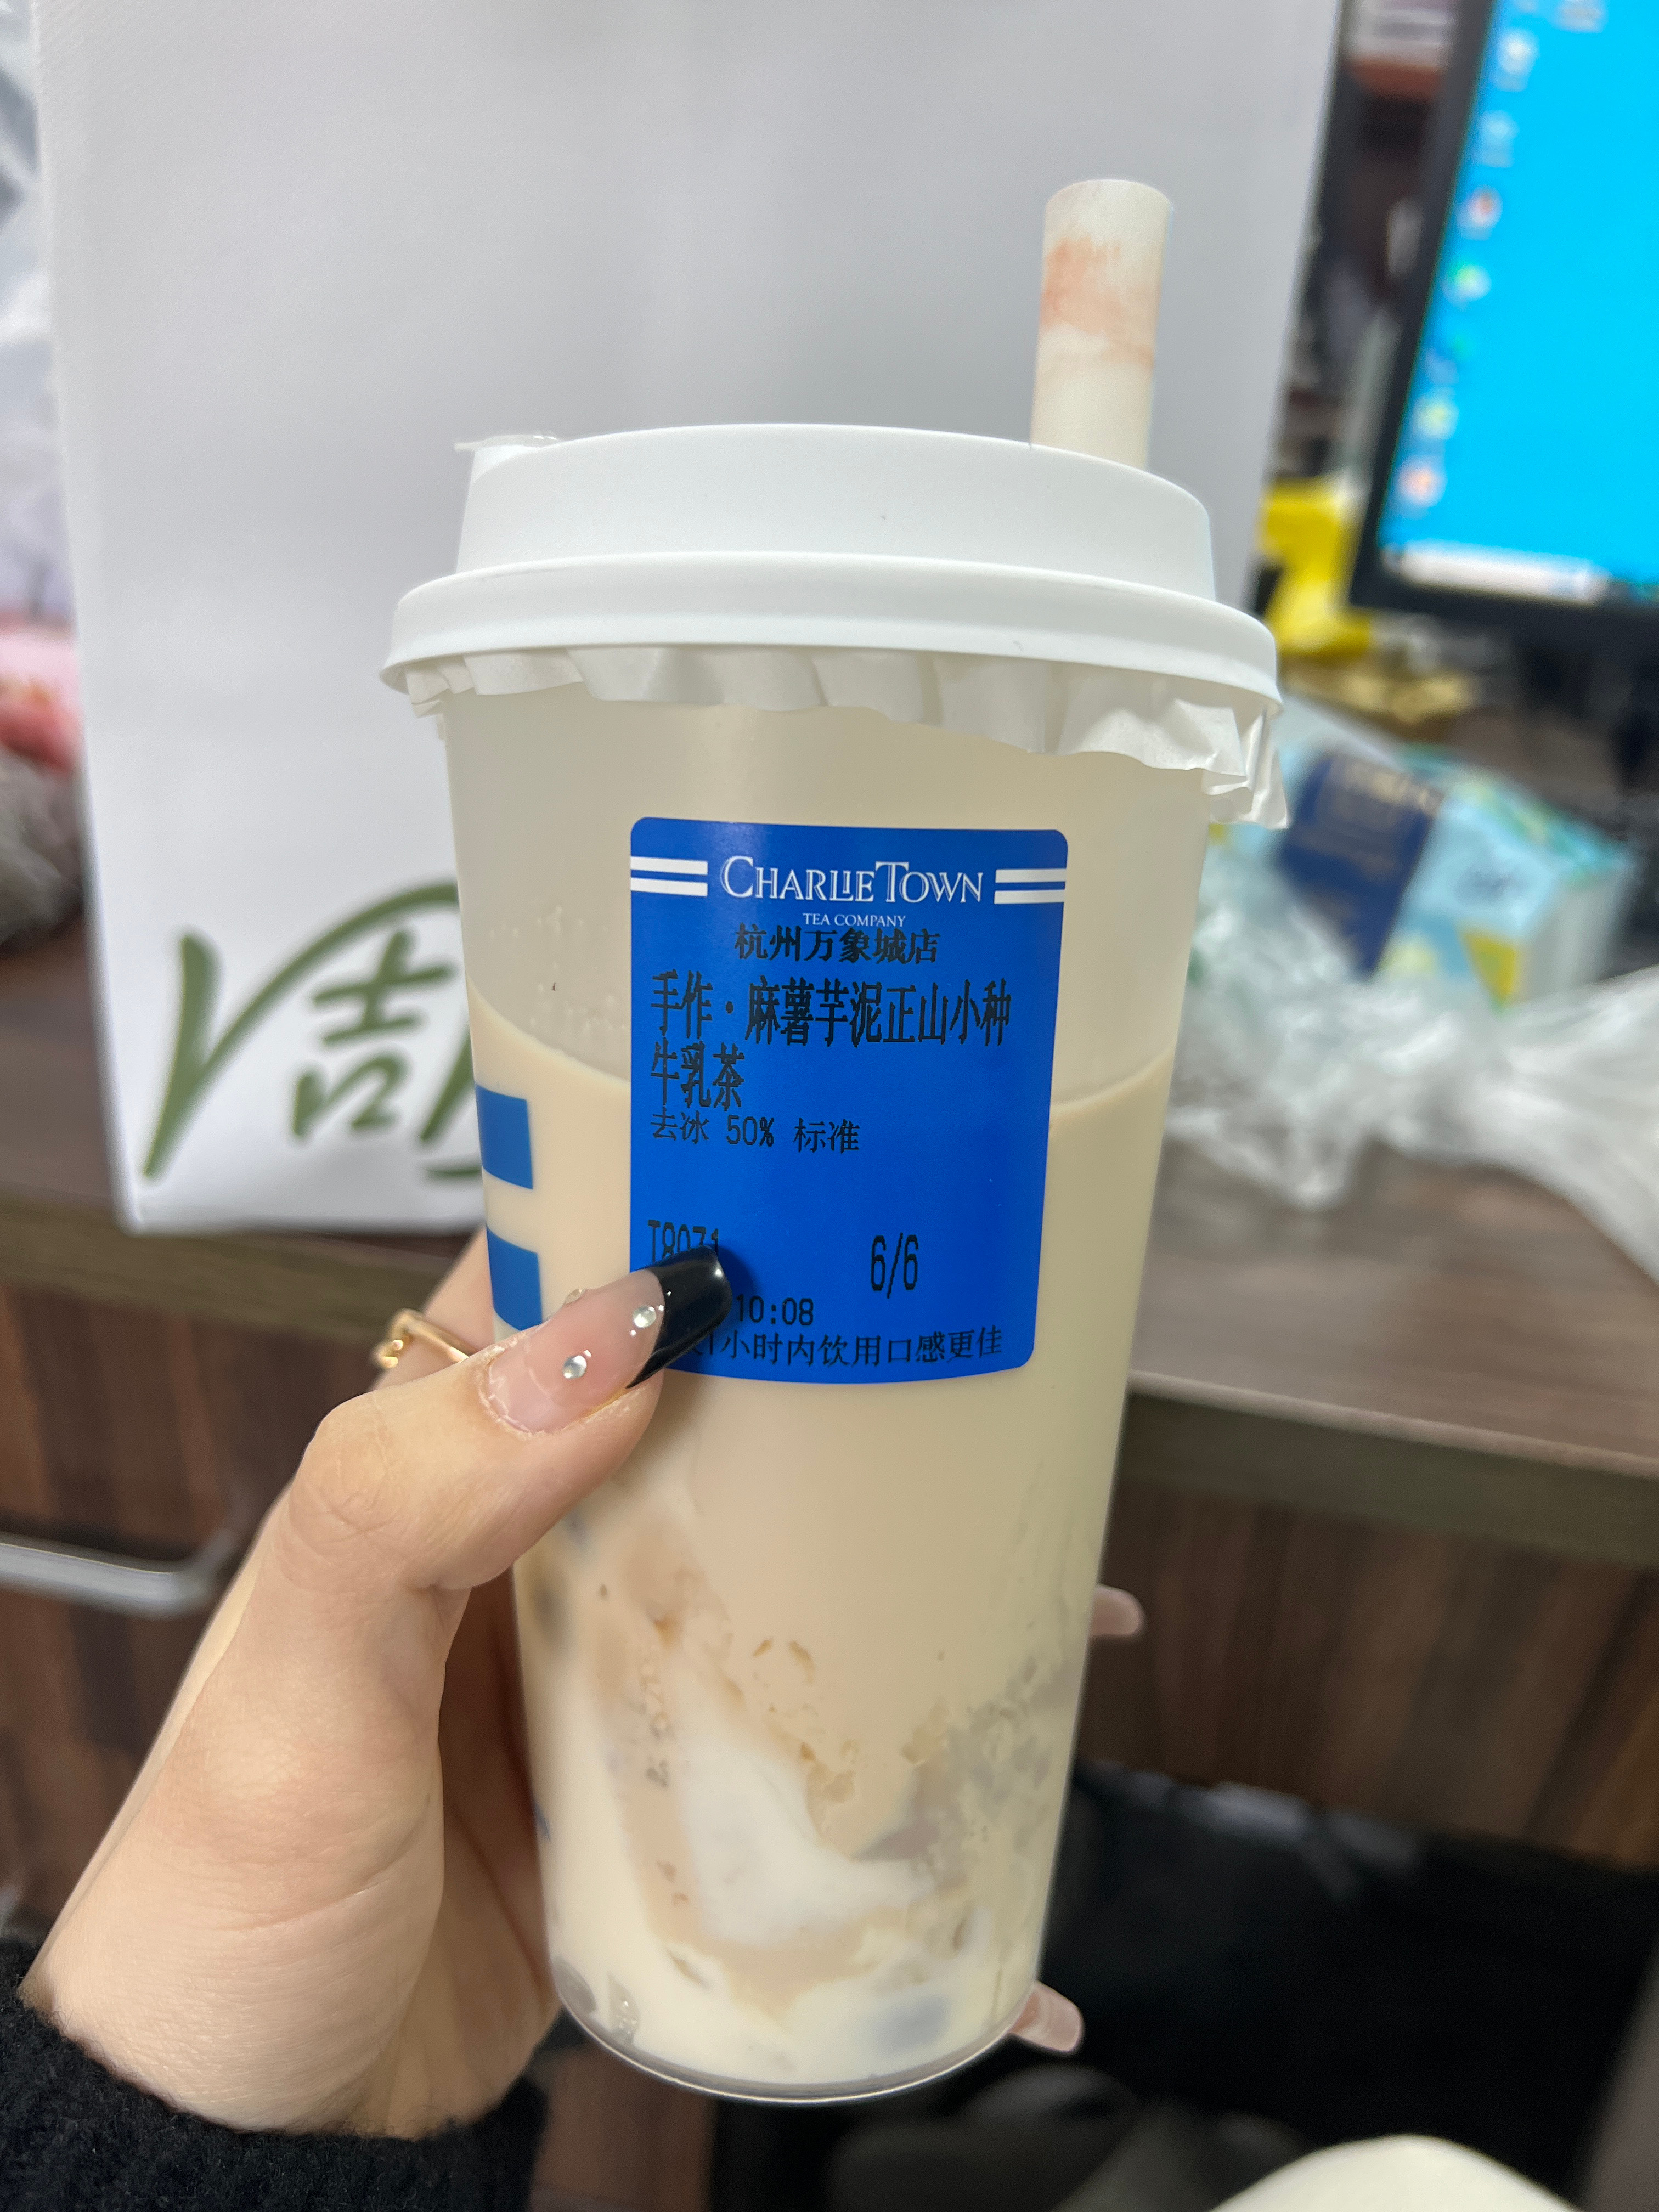 CHARLIE TOWN
TEA COMPANY
杭州万象城店
手作·麻薯芋泥正山小种
牛乳茶
去冰 50% 标准
T8071
6/6
10:08
小时内饮用口感更佳